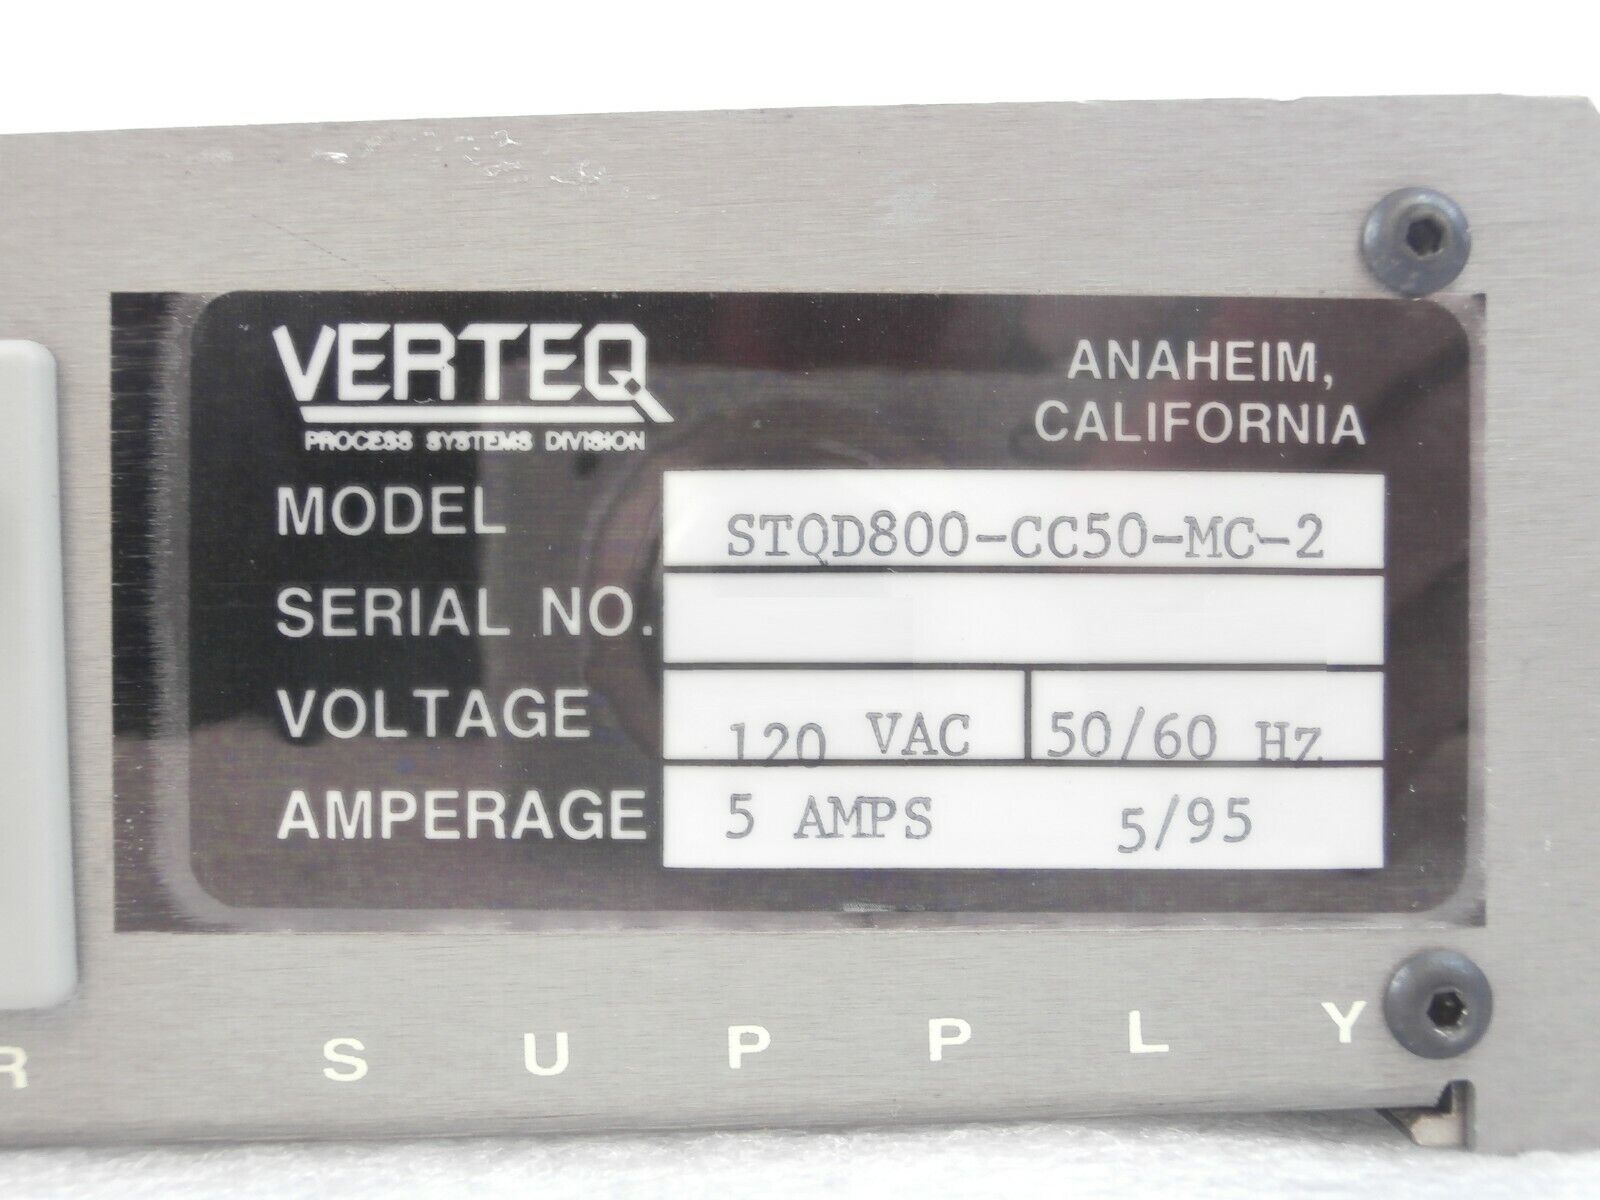 VERTEQ
PROCESS SYSTEMS DIVISION
ANAHEIM,
CALIFORNIA
MODEL STQD800-CC50-MC-2
SERIAL NO.
VOLTAGE 120 VAC 50/60 HZ
AMPERAGE 5 AMPS 5/95
R SUPPLY